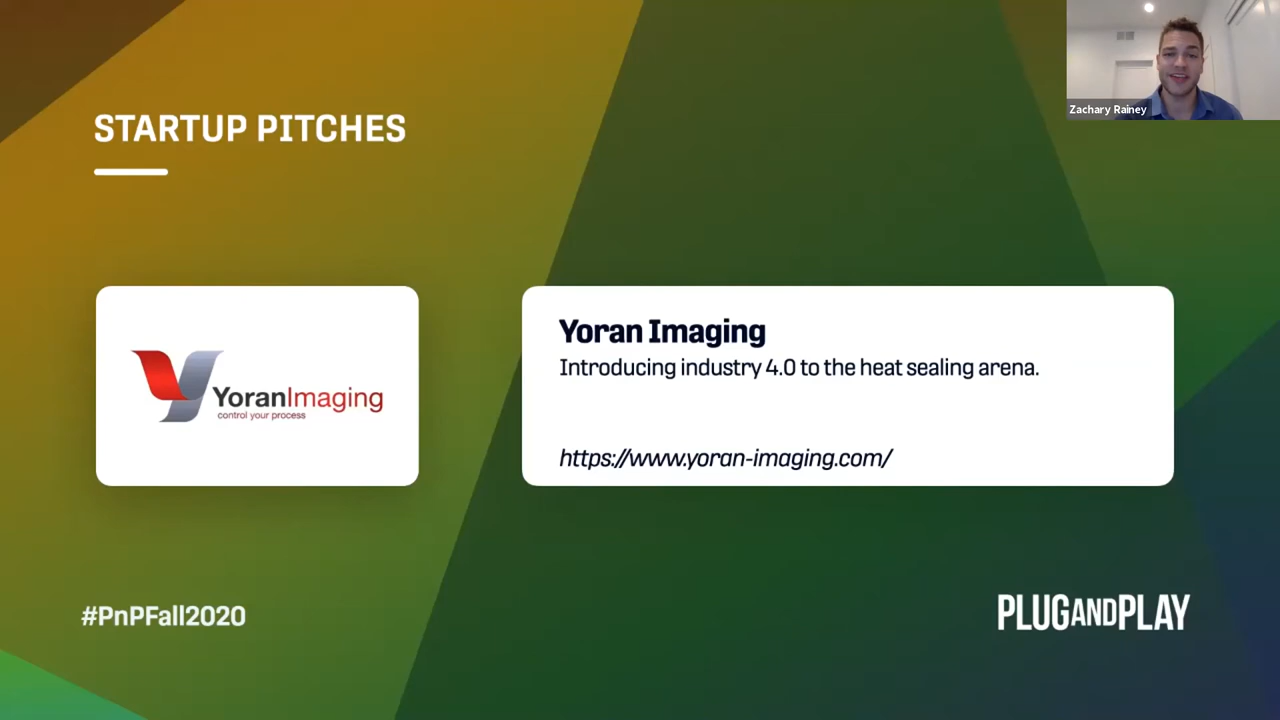 Zachary Rainey
STARTUP PITCHES
YoranImaging
control your process
Yoran Imaging
Introducing industry 4.0 to the heat sealing arena.
https://www.yoran-imaging.com/
#PnPFall2020
PLUGANDPLAY